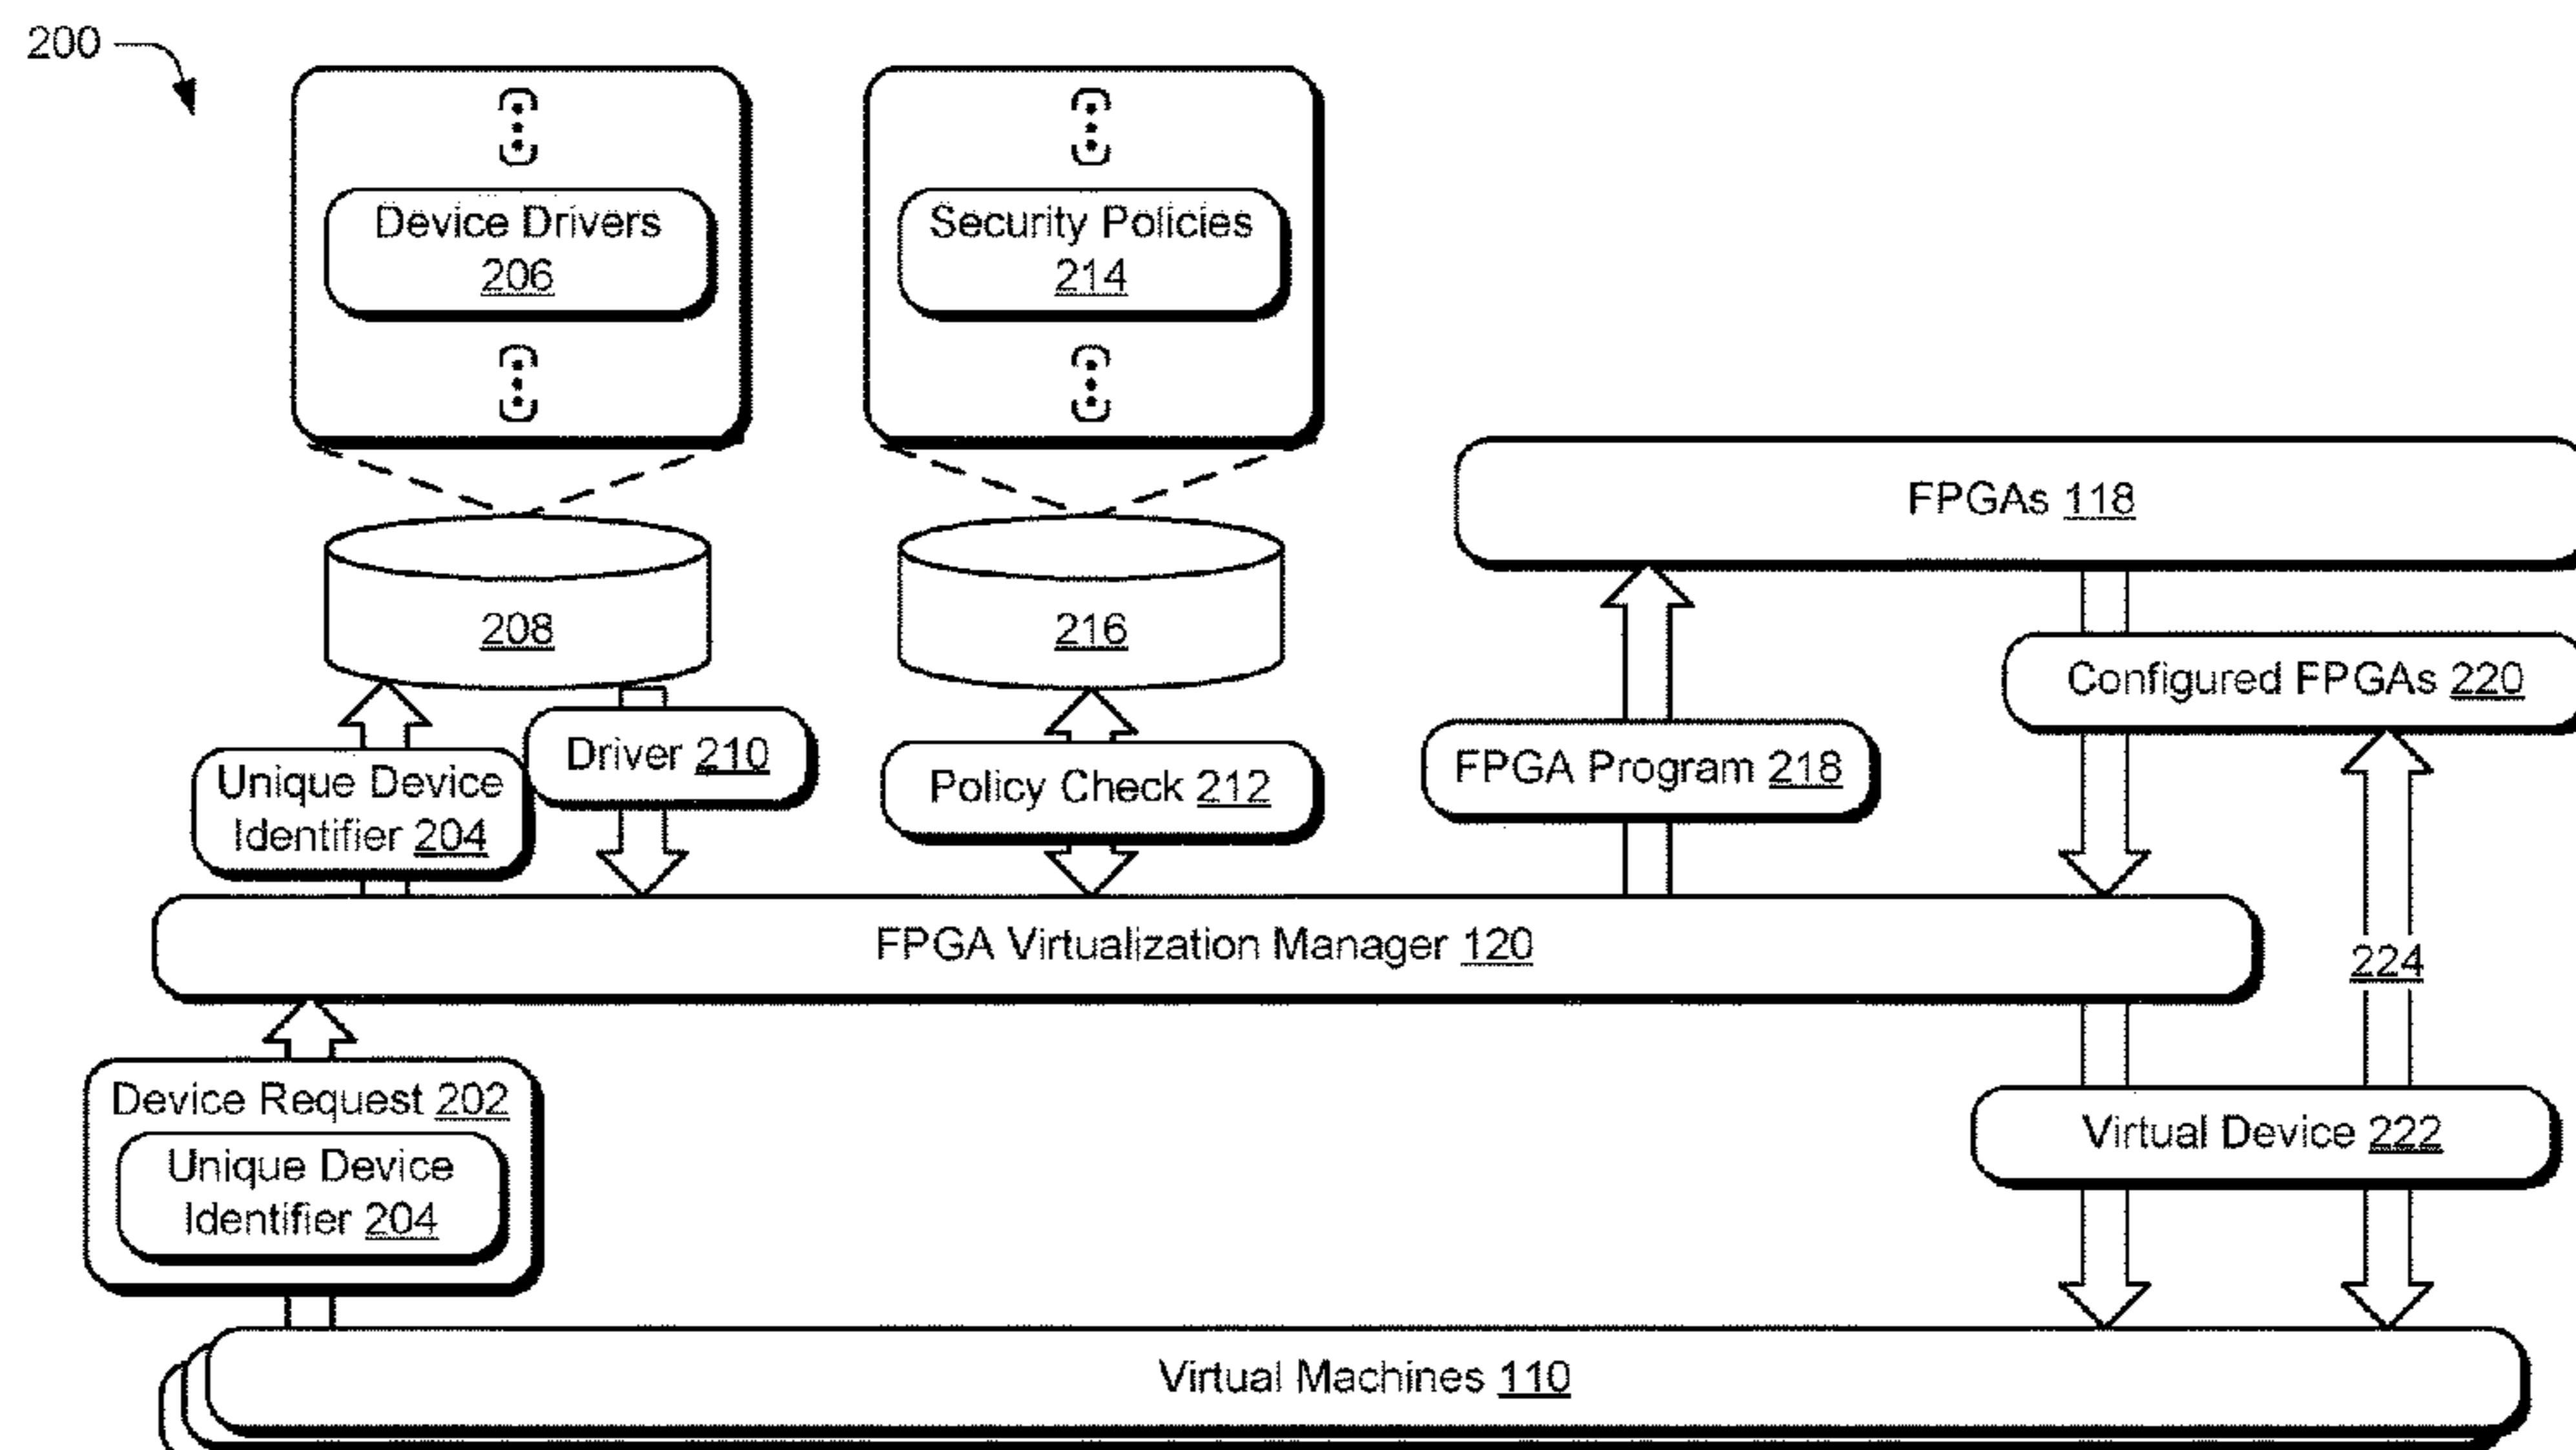 200
Device Drivers
206
Security Policies
214
FPGAs 118
208
216
Configured FPGAs 220
Driver 210
Unique Device
Identifier 204
Policy Check 212
FPGA Program 218
FPGA Virtualization Manager 120
224
Device Request 202
Unique Device
Identifier 204
Virtual Device 222
Virtual Machines 110